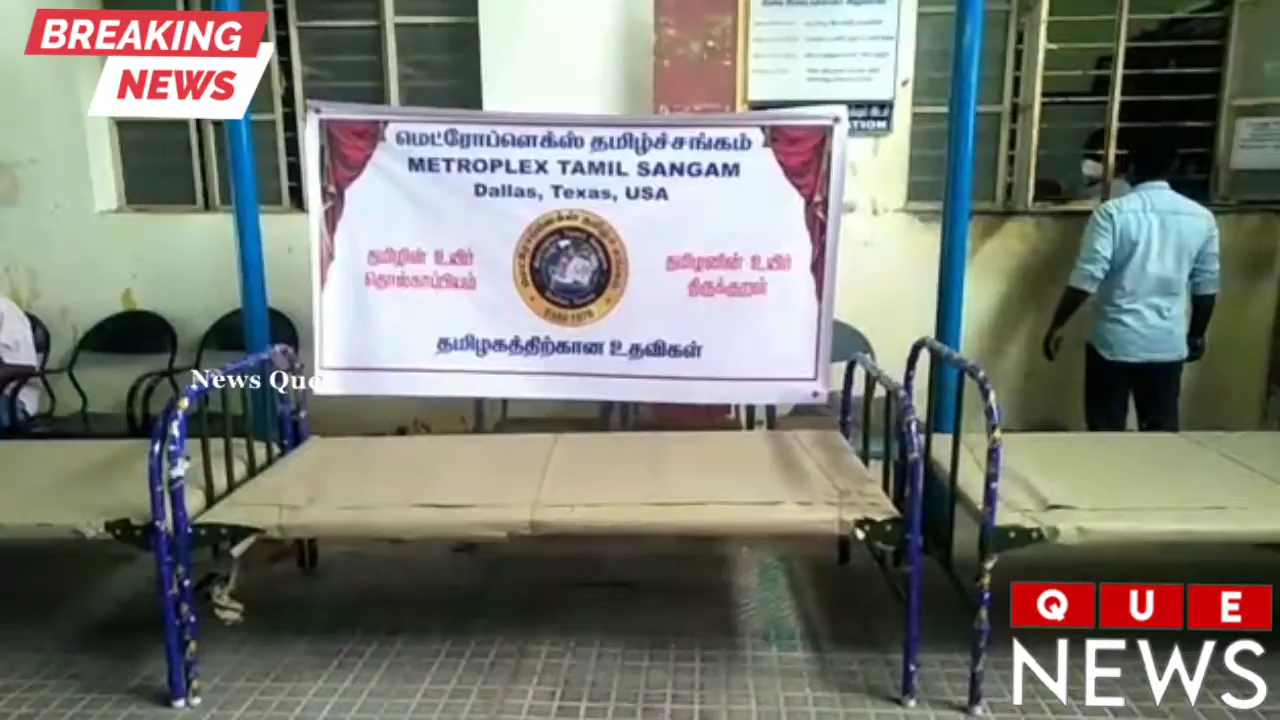 BREAKING
NEWS
மெட்ரோப்ளெக்ஸ் தமிழ்ச்சங்கம்
METROPLEX TAMIL SANGAM
Dallas, Texas, USA
தமிழின் உயிர்
தொல்காப்பியம்
தமிழனின் உயிர்
திருக்குறள்
தமிழகத்திற்கான உதவிகள்
News Que
QUE
NEWS